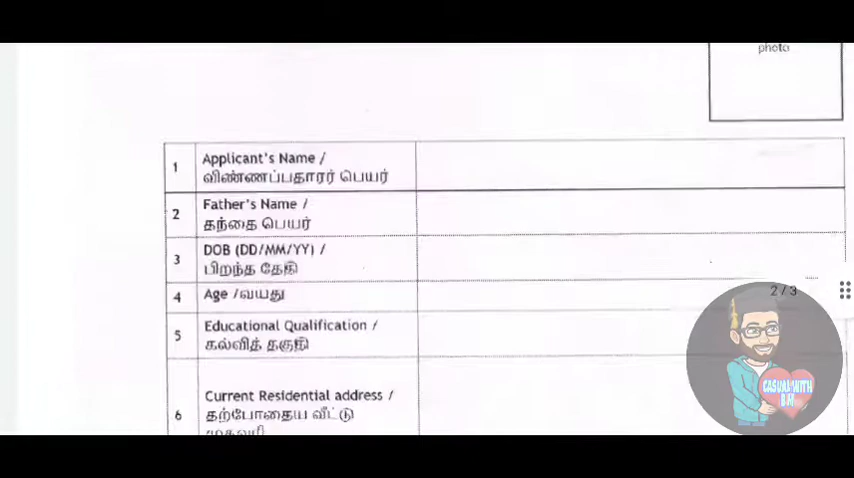 photo
1
Applicant's Name /
விண்ணப்பதாரர் பெயர்
2
Father's Name /
தந்தை பெயர்
3
DOB (DD/MM/YY) /
பிறந்த தேதி
4
Age /வயது
5
Educational Qualification /
கல்வித் தகுதி
6
Current Residential address /
தற்போதைய வீட்டு
முகவரி
2 / 3
CASUAL WITH